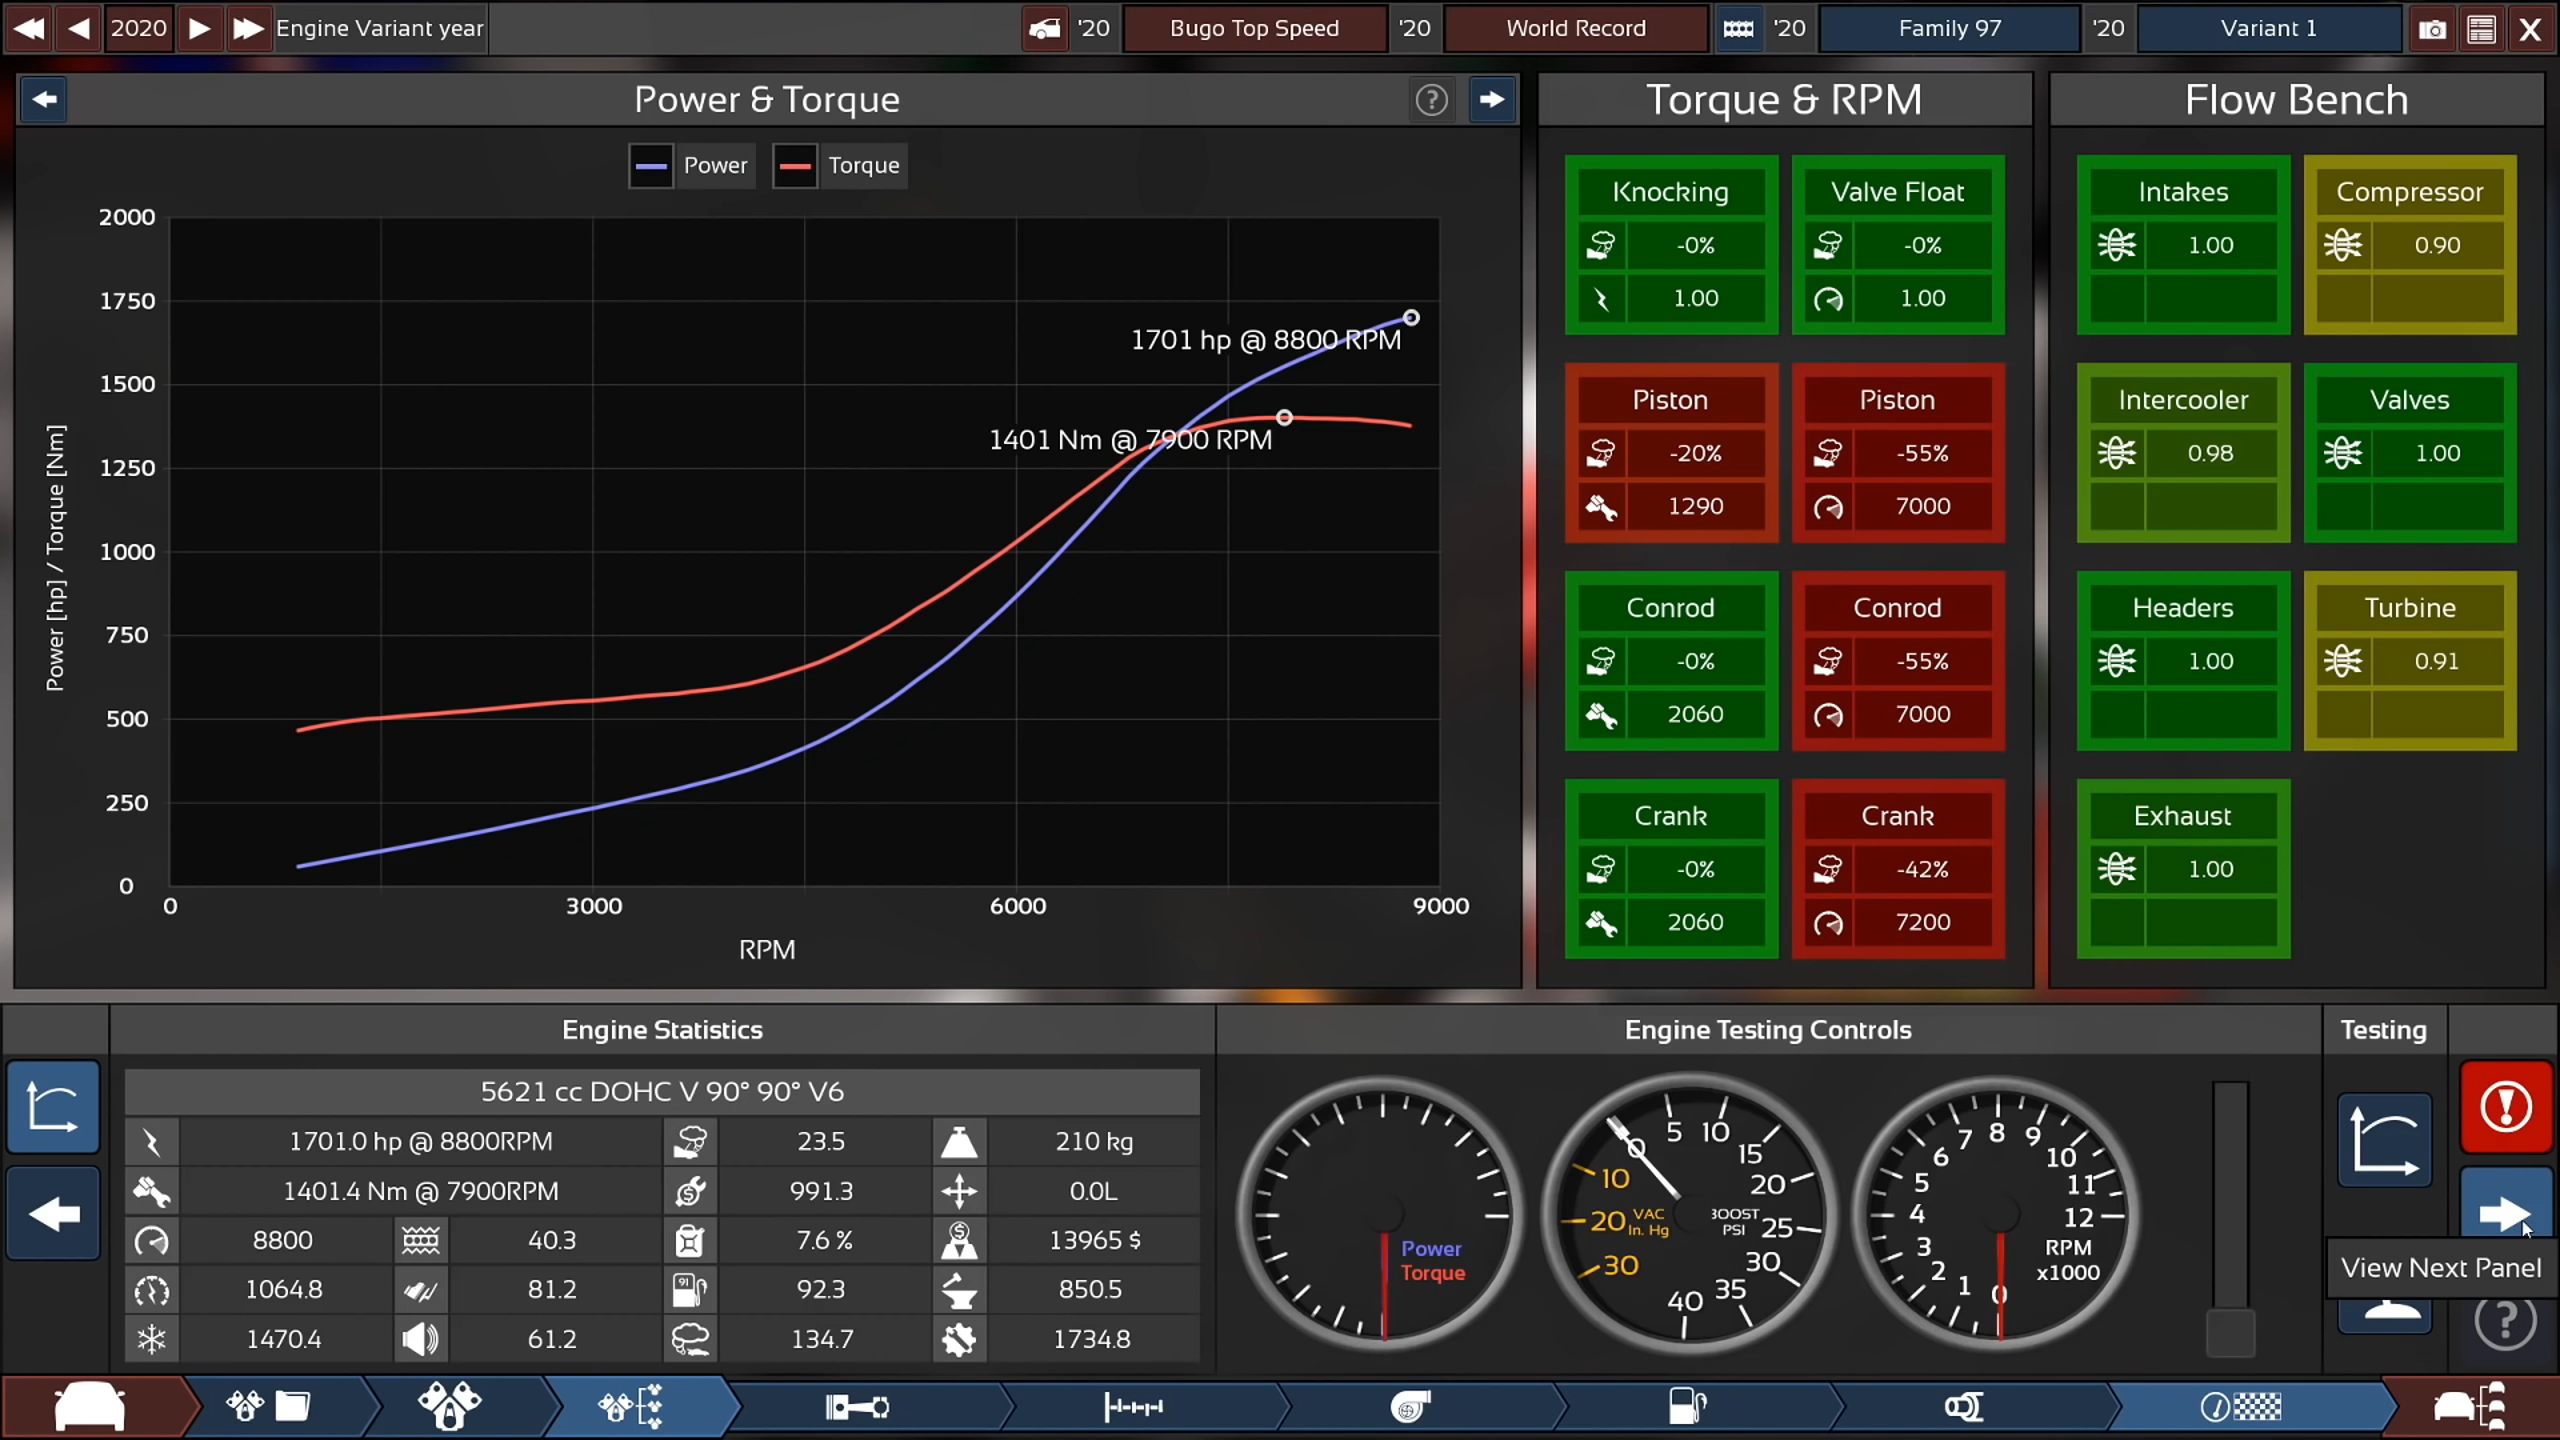 2020 Engine Variant year '20 Bugo Top Speed '20 World Record '20 Family 97 '20 Variant 1 X
Power & Torque ?
Power Torque
2000
1750
1500
1250
1000
750
500
250
0
Power [hp] / Torque [Nm]
1701 hp @ 8800 RPM
1401 Nm @ 7900 RPM
0 3000 6000 9000
RPM
Torque & RPM
Knocking
-0%
1.00
Valve Float
-0%
1.00
Piston
-20%
1290
Piston
-55%
7000
Conrod
-0%
2060
Conrod
-55%
7000
Crank
-0%
2060
Crank
-42%
7200
Flow Bench
Intakes
1.00
Compressor
0.90
Intercooler
0.98
Valves
1.00
Headers
1.00
Turbine
0.91
Exhaust
1.00
Engine Statistics
5621 cc DOHC V 90° 90° V6
1701.0 hp @ 8800RPM 23.5 210 kg
1401.4 Nm @ 7900RPM 991.3 0.0L
8800 40.3 7.6 % 13965 $
1064.8 81.2 91 92.3 850.5
1470.4 61.2 134.7 1734.8
Engine Testing Controls
Power
Torque
0 5 10 15 20 25 30 35 40
10 20 30
VAC
In. Hg
BOOST
PSI
0 1 2 3 4 5 6 7 8 9 10 11 12
RPM
x1000
Testing
View Next Panel
?